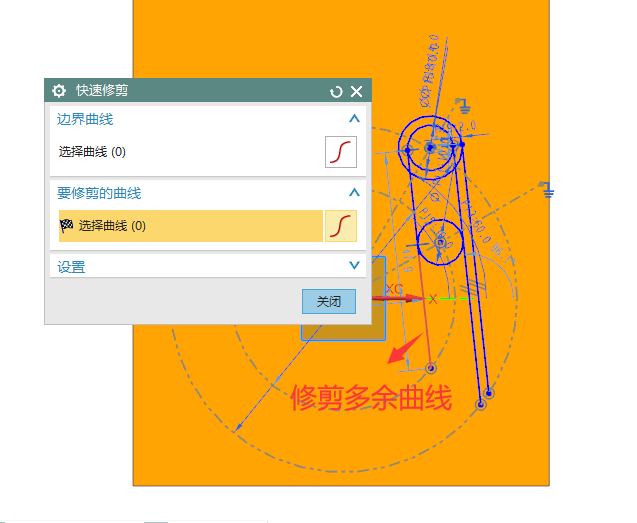 快速修剪
边界曲线
选择曲线 (0)
要修剪的曲线
选择曲线 (0)
设置
关闭
XC
X
修剪多余曲线